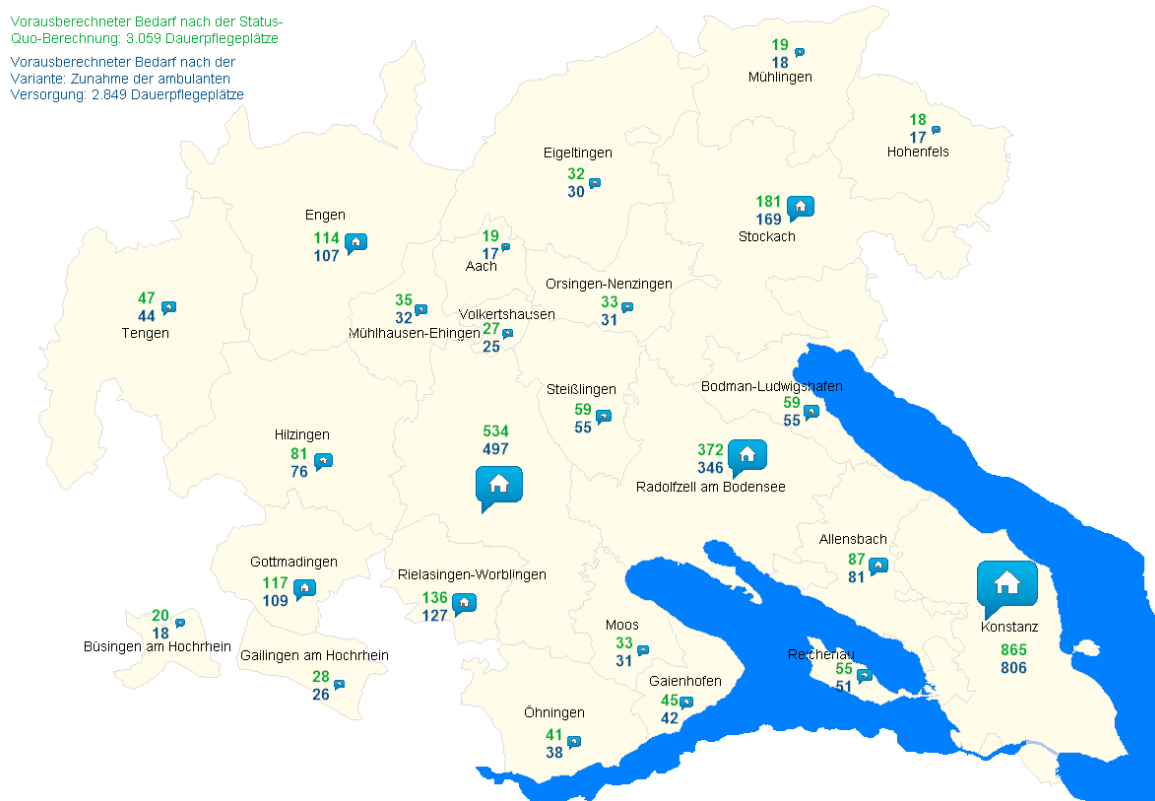 Vorausberechneter Bedarf nach der Status-
Quo-Berechnung: 3.059 Dauerpflegeplätze
Vorausberechneter Bedarf nach der
Variante: Zunahme der ambulanten
Versorgung: 2.849 Dauerpflegeplätze
19
18
Mühlingen
18
17
Hohenfels
Eigeltingen
32
30
181
169
Stockach
Engen
114
107
19
17
Aach
47
44
Tengen
35
32
Mühlhausen-Ehingen
Volkertshausen
27
25
Orsingen-Nenzingen
33
31
Steißlingen
59
55
Bodman-Ludwigshafen
59
55
Hilzingen
81
76
534
497
372
346
Radolfzell am Bodensee
Allensbach
87
81
Gottmadingen
117
109
Rielasingen-Worblingen
136
127
Konstanz
865
806
20
18
Büsingen am Hochrhein
Gailingen am Hochrhein
28
26
Moos
33
31
Reichenau
55
51
Gaienhofen
45
42
Öhningen
41
38